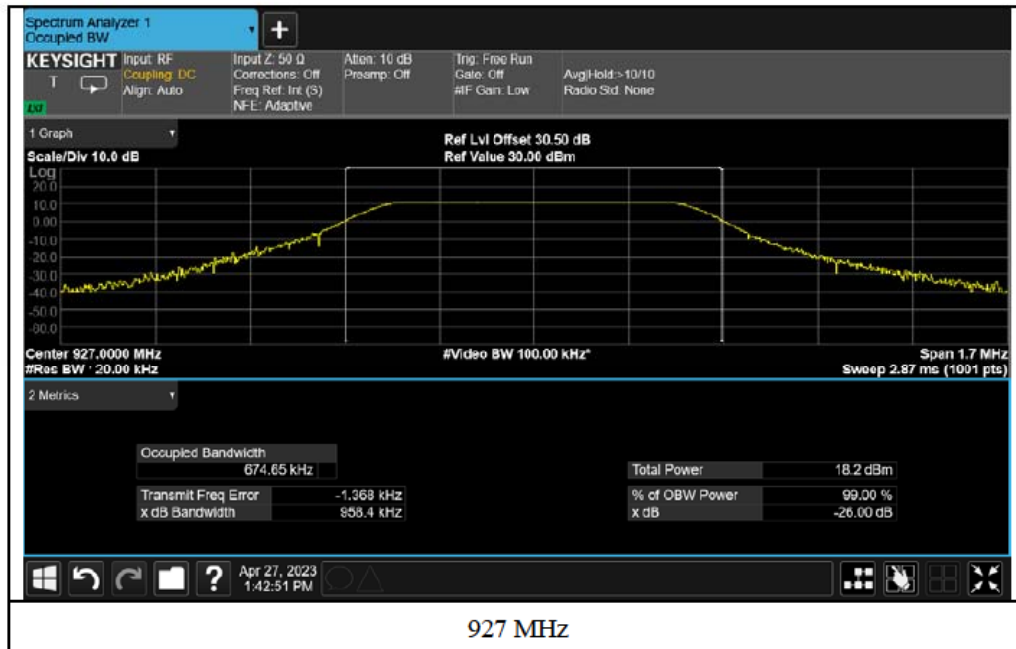 Spectrum Analyzer 1
Occupied BW
KEYSIGHT
Input: RF
Coupling: DC
Align: Auto
Input Z: 50 Ω
Corrections: Off
Freq Ref: Int (S)
NFE: Adaptive
Atten: 10 dB
Preamp: Off
Trig: Free Run
Gate: Off
#IF Gain: Low
Avg|Hold:>10/10
Radio Std: None
T
LXI
1 Graph
Scale/Div 10.0 dB
Ref Lvl Offset 30.50 dB
Ref Value 30.00 dBm
Log
20.0
10.0
0.00
-10.0
-20.0
-30.0
-40.0
-50.0
-60.0
Center 927.0000 MHz
#Video BW 100.00 kHz*
Span 1.7 MHz
#Res BW 20.00 kHz
Sweep 2.87 ms (1001 pts)
2 Metrics
Occupied Bandwidth
674.65 kHz
Total Power 18.2 dBm
Transmit Freq Error -1.368 kHz
% of OBW Power 99.00 %
x dB Bandwidth 958.4 kHz
x dB -26.00 dB
?
Apr 27, 2023
1:42:51 PM
927 MHz